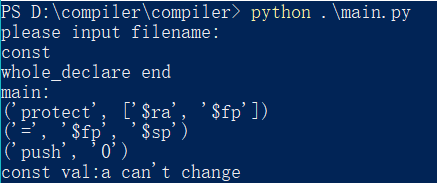 PS D:\compiler\compiler> python .\main.py
please input filename:
const
whole_declare end
main:
('protect', ['$ra', '$fp'])
('=', '$fp', '$sp')
('push', '0')
const val:a can't change